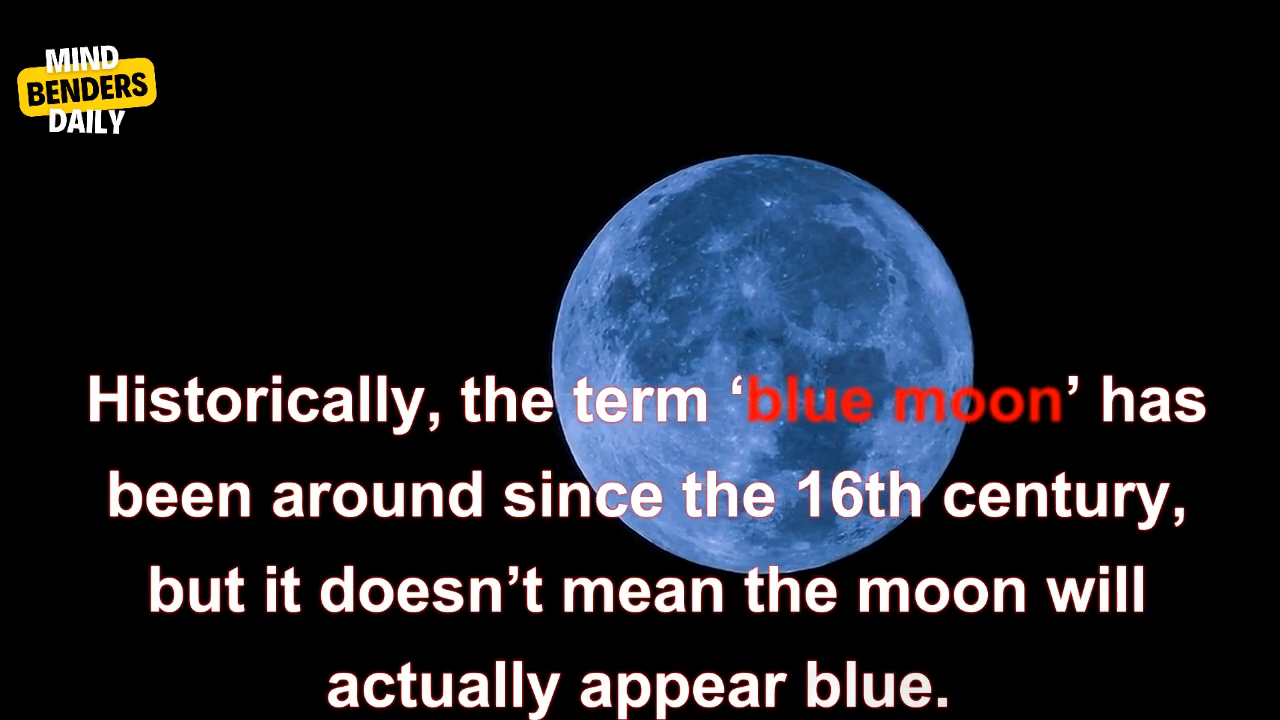 MIND
BENDERS
DAILY
Historically, the term ‘blue moon’ has
been around since the 16th century,
but it doesn’t mean the moon will
actually appear blue.